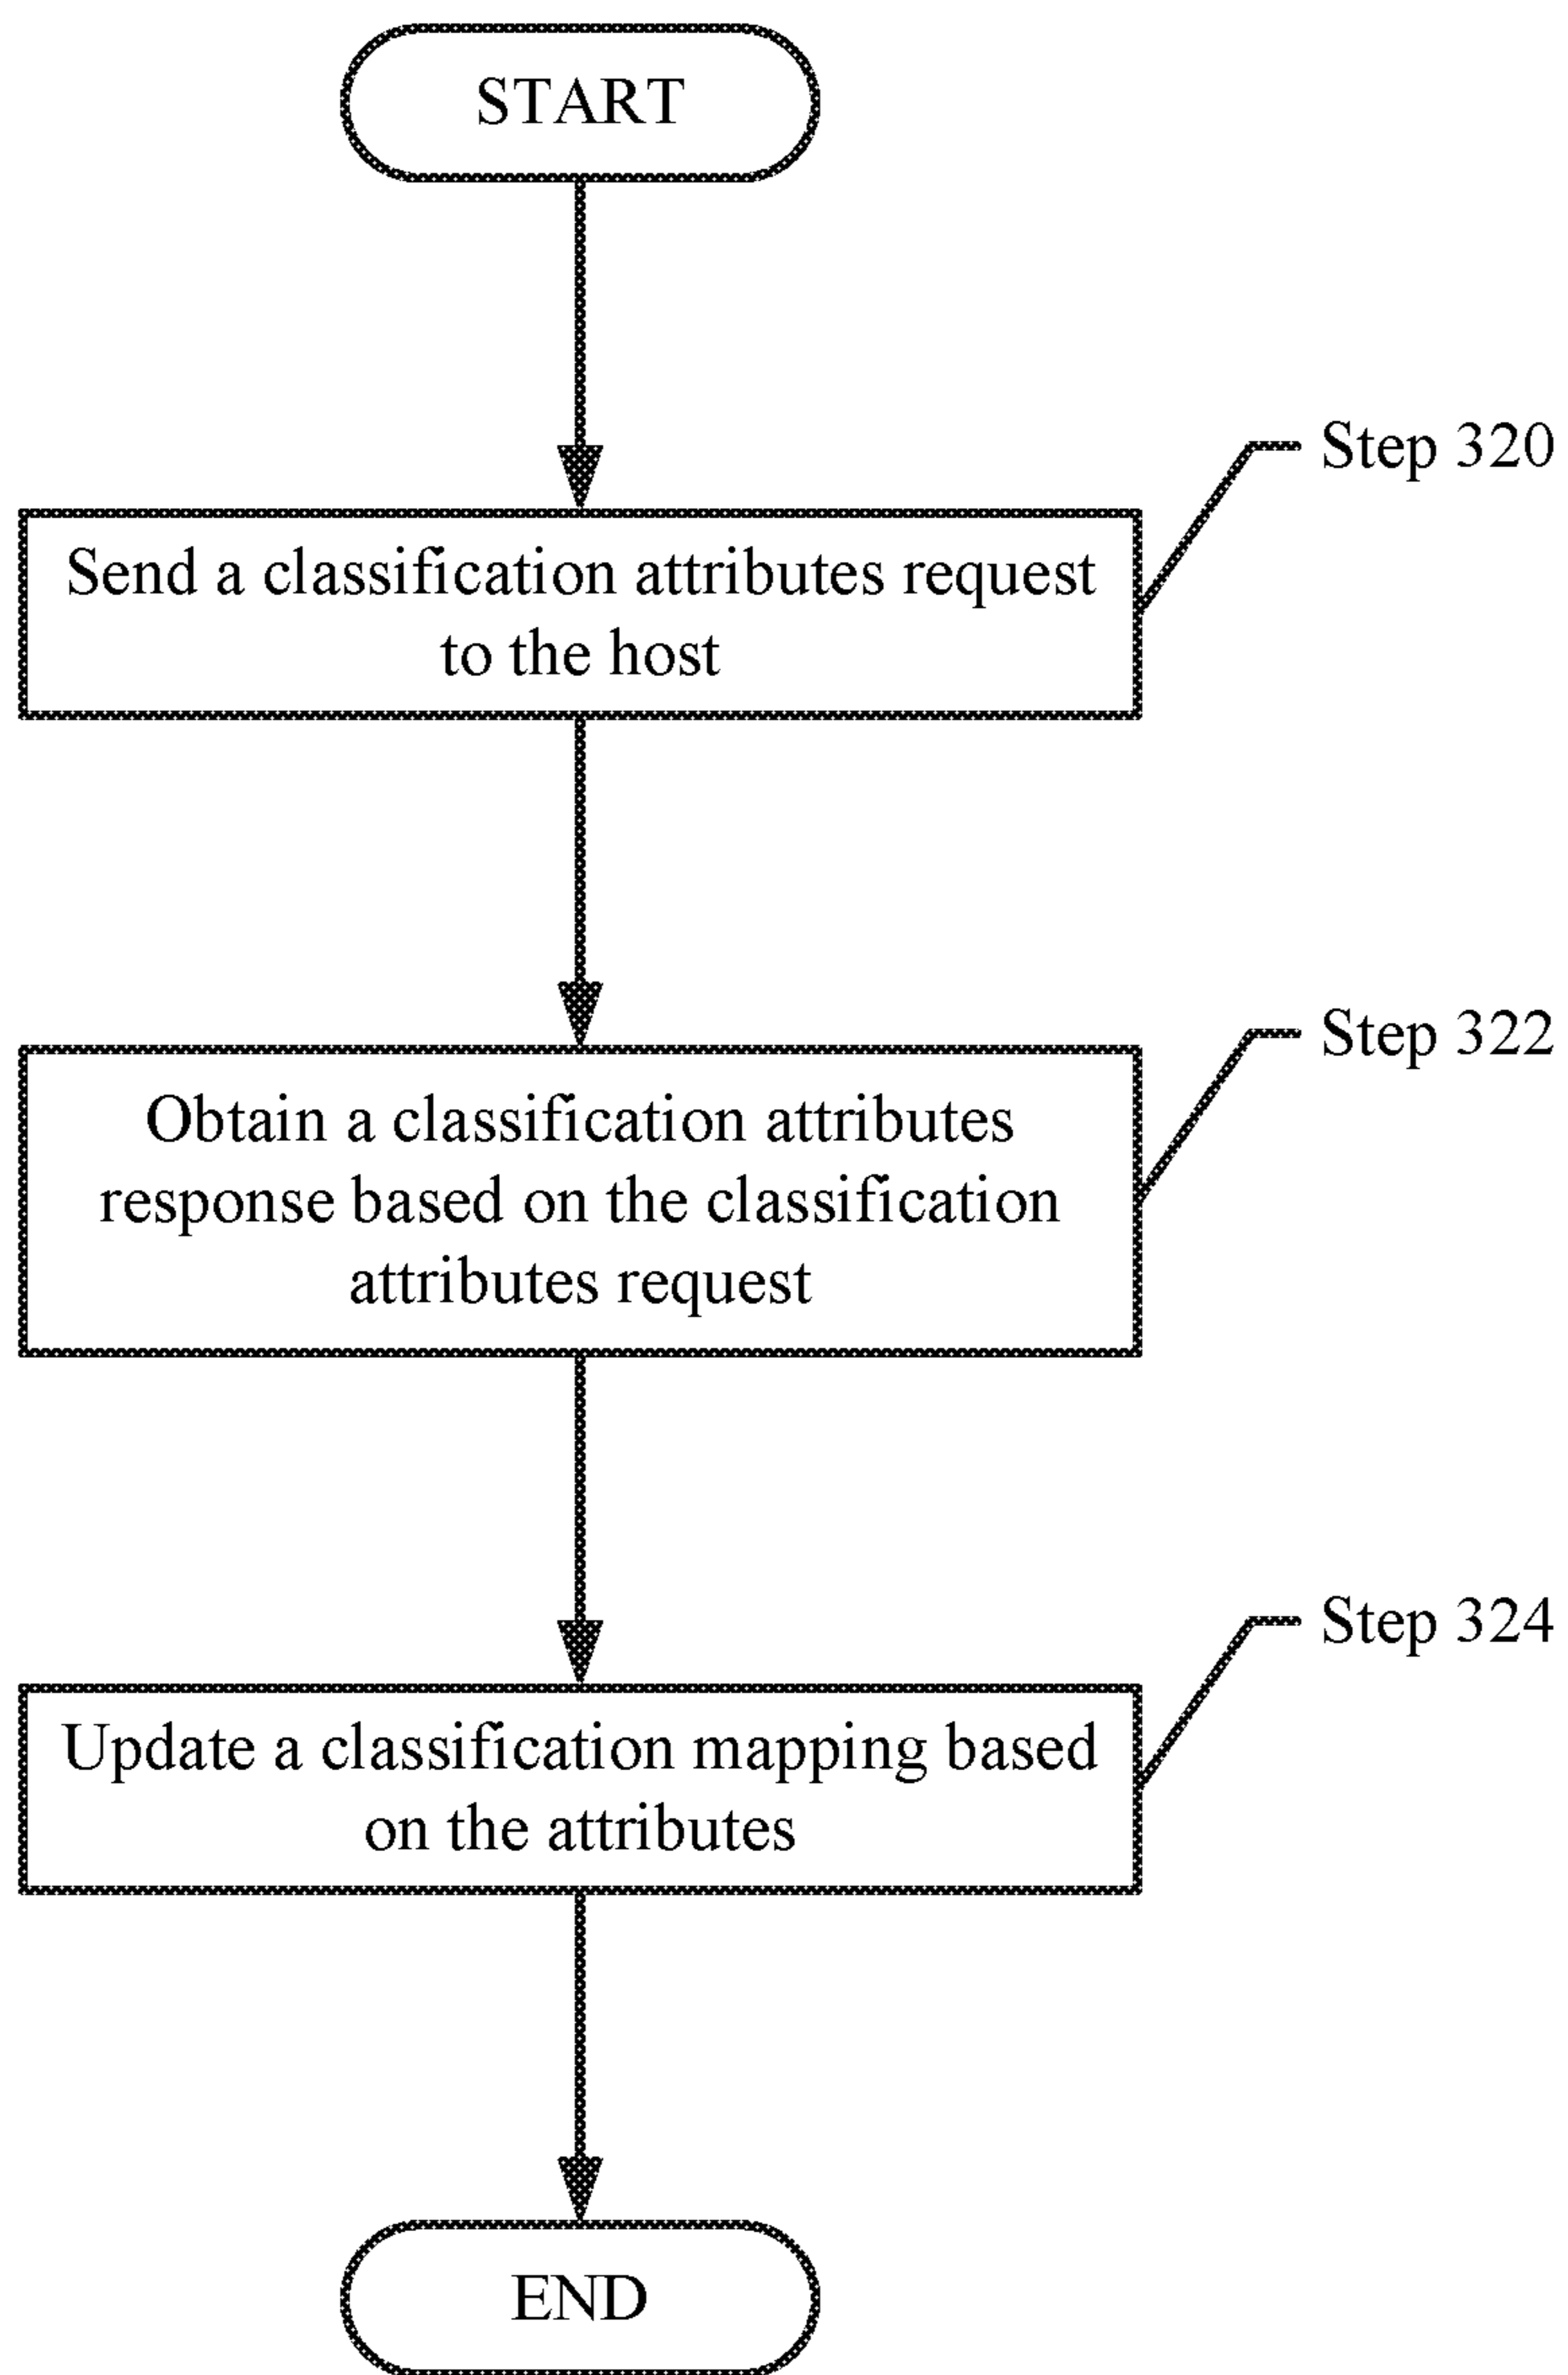 START
Step 320
Send a classification attributes request
to the host
Step 322
Obtain a classification attributes
response based on the classification
attributes request
Step 324
Update a classification mapping based
on the attributes
END